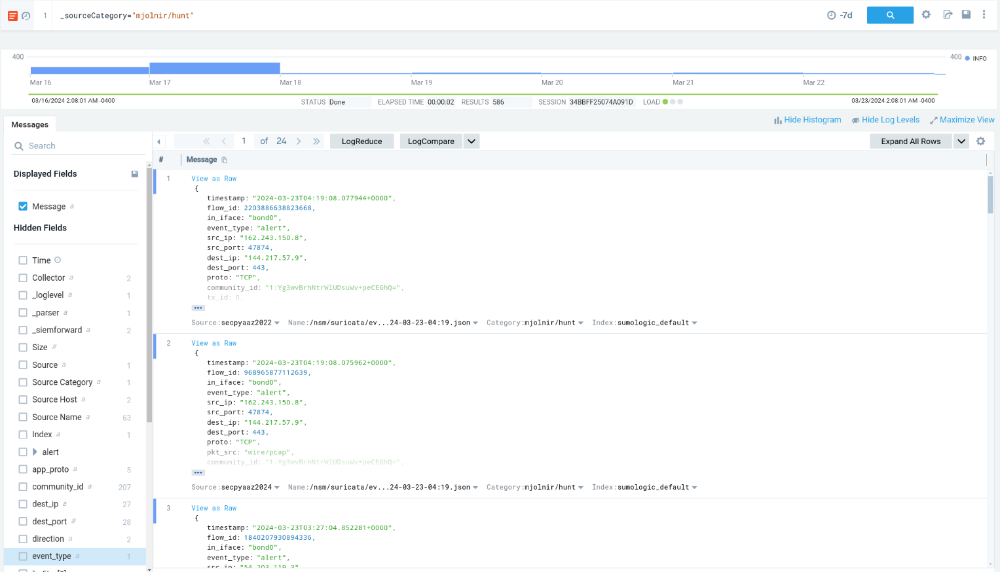 1 _sourceCategory="mjolnir/hunt" -7d
400 400 INFO
Mar 16 Mar 17 Mar 18 Mar 19 Mar 20 Mar 21 Mar 22
03/16/2024 2:08:01 AM -0400 STATUS Done ELAPSED TIME 00:00:02 RESULTS 586 SESSION 34BBFF25074A091D LOAD 03/23/2024 2:08:01 AM -0400
Messages Hide Histogram Hide Log Levels Maximize View
Search
1 of 24 LogReduce LogCompare Expand All Rows
Displayed Fields
Message a
Hidden Fields
Time
Collector a 2
_loglevel a 1
_parser a 1
_siemforward a 2
Size #
Source a 1
Source Category a 1
Source Host a 2
Source Name a 63
Index a 1
alert
app_proto a 5
community_id a 207
dest_ip a 27
dest_port # 28
direction a 2
event_type a 1
# Message
1 View as Raw
{
timestamp: "2024-03-23T04:19:08.077944+0000",
flow_id: 2203886638823668,
in_iface: "bond0",
event_type: "alert",
src_ip: "162.243.150.8",
src_port: 47874,
dest_ip: "144.217.57.9",
dest_port: 443,
proto: "TCP",
community_id: "1:Yg3wvBrhNtrWlUDsuWv+peCEGhQ=",
tx_id: 0,
...
Source:secpyaaz2022 Name:/nsm/suricata/ev...24-03-23-04:19.json Category:mjolnir/hunt Index:sumologic_default
2 View as Raw
{
timestamp: "2024-03-23T04:19:08.075962+0000",
flow_id: 968965877112639,
in_iface: "bond0",
event_type: "alert",
src_ip: "162.243.150.8",
src_port: 47874,
dest_ip: "144.217.57.9",
dest_port: 443,
proto: "TCP",
pkt_src: "wire/pcap",
community_id: "1:Yg3wvBrhNtrWlUDsuWv+peCEGhQ=",
...
Source:secpyaaz2024 Name:/nsm/suricata/ev...24-03-23-04:19.json Category:mjolnir/hunt Index:sumologic_default
3 View as Raw
{
timestamp: "2024-03-23T03:27:04.852281+0000",
flow_id: 1840207930894336,
in_iface: "bond0",
event_type: "alert",
src_ip: "54.203.119.3"